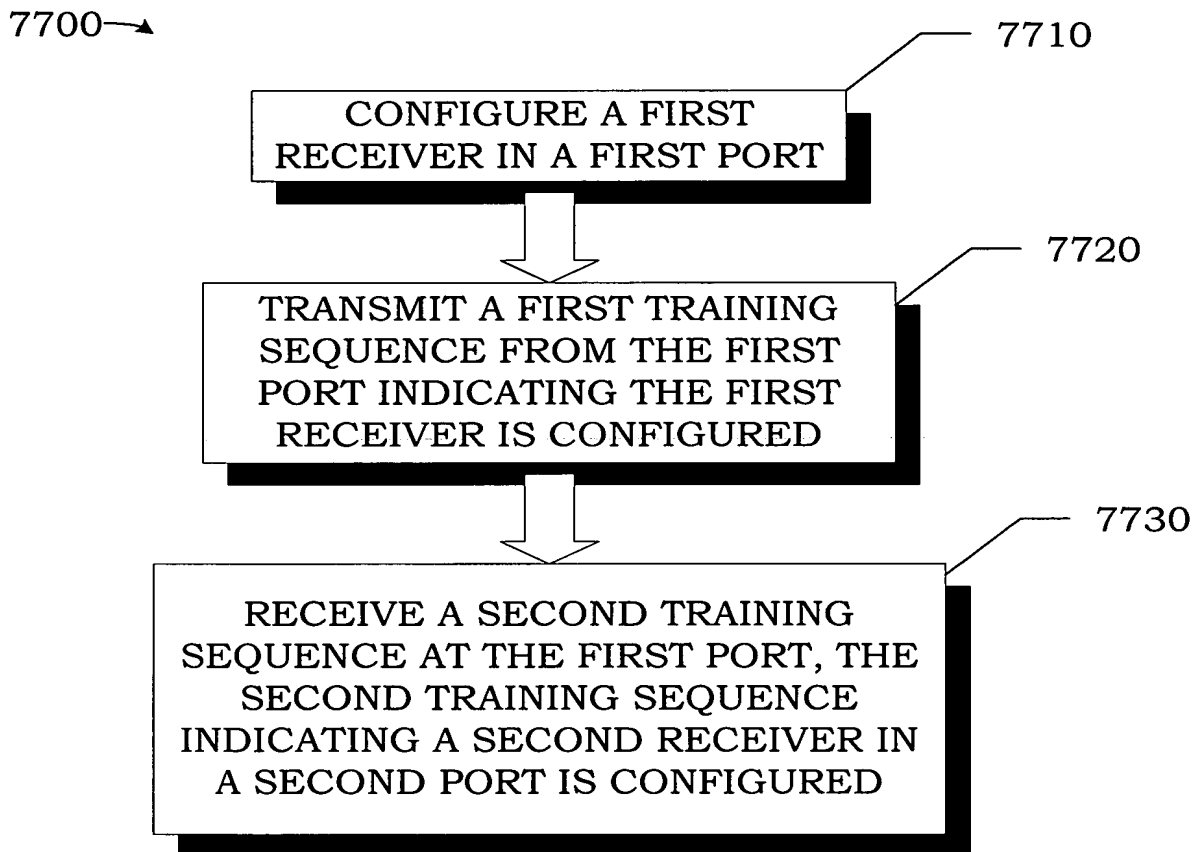 7700
7710
CONFIGURE A FIRST
RECEIVER IN A FIRST PORT
7720
TRANSMIT A FIRST TRAINING
SEQUENCE FROM THE FIRST
PORT INDICATING THE FIRST
RECEIVER IS CONFIGURED
7730
RECEIVE A SECOND TRAINING
SEQUENCE AT THE FIRST PORT, THE
SECOND TRAINING SEQUENCE
INDICATING A SECOND RECEIVER IN
A SECOND PORT IS CONFIGURED